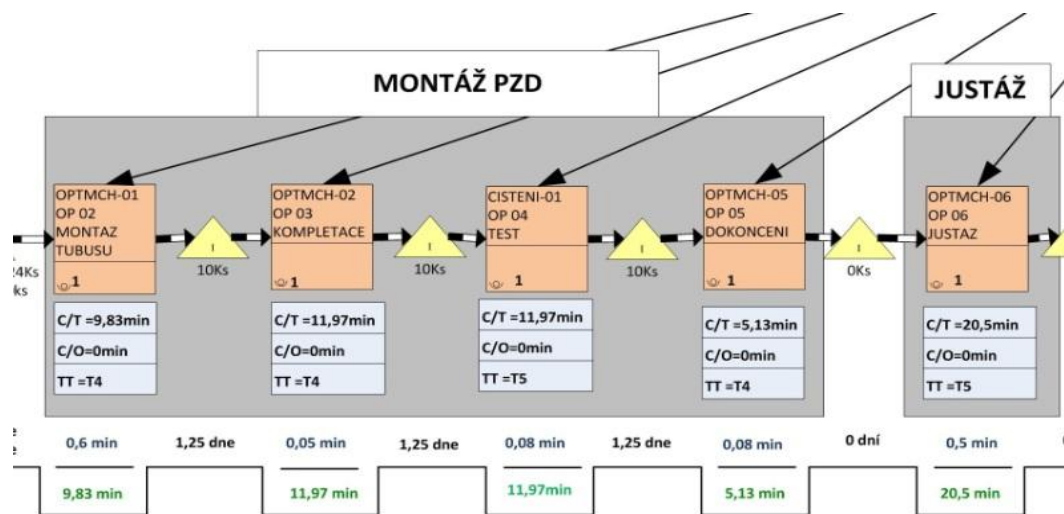 MONTÁŽ PZD
JUSTÁŽ
OPTMCH-01
OP 02
MONTAZ
TUBUSU
1
OPTMCH-02
OP 03
KOMPLETACE
1
CISTENI-01
OP 04
TEST
1
OPTMCH-05
OP 05
DOKONCENI
1
OPTMCH-06
OP 06
JUSTAZ
1
24Ks
I
10Ks
I
10Ks
I
10Ks
I
0Ks
C/T =9,83min
C/O=0min
TT =T4
C/T =11,97min
C/O=0min
TT =T4
C/T =11,97min
C/O=0min
TT =T5
C/T =5,13min
C/O=0min
TT =T4
C/T =20,5min
C/O=0min
TT =T5
0,6 min 1,25 dne 0,05 min 1,25 dne 0,08 min 1,25 dne 0,08 min 0 dní 0,5 min
9,83 min 11,97 min 11,97min 5,13 min 20,5 min